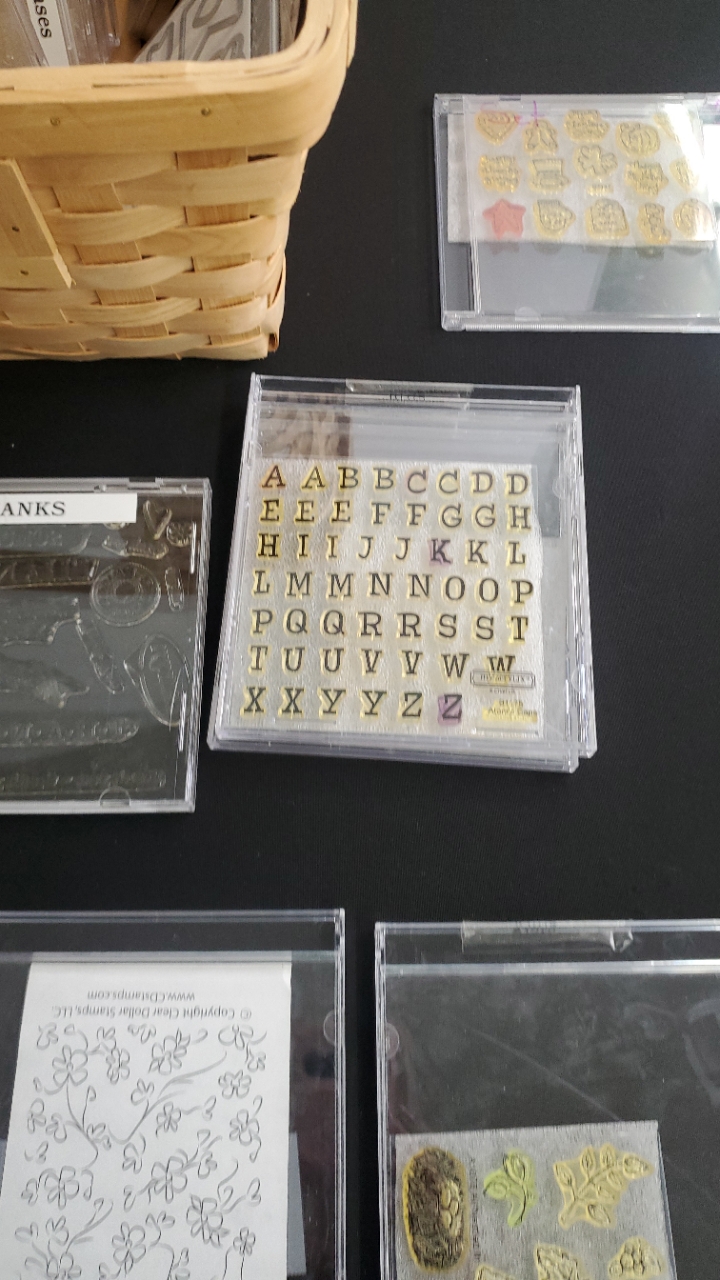 ANKS
A A B B C C D D
E E E F F G G H
H I I J J K K L
L M M N N O O P
P Q Q R R S S T
T U U V V W W
X X Y Y Z Z
© Copyright Clear Dollar Stamps, LLC.
www.CDstamps.com